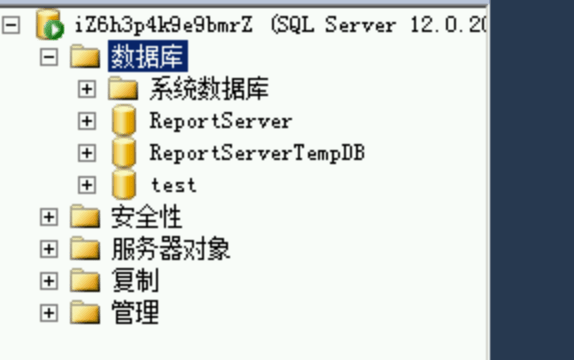 iZ6h3p4k9e9bmrZ (SQL Server 12.0.20
数据库
系统数据库
ReportServer
ReportServerTempDB
test
安全性
服务器对象
复制
管理